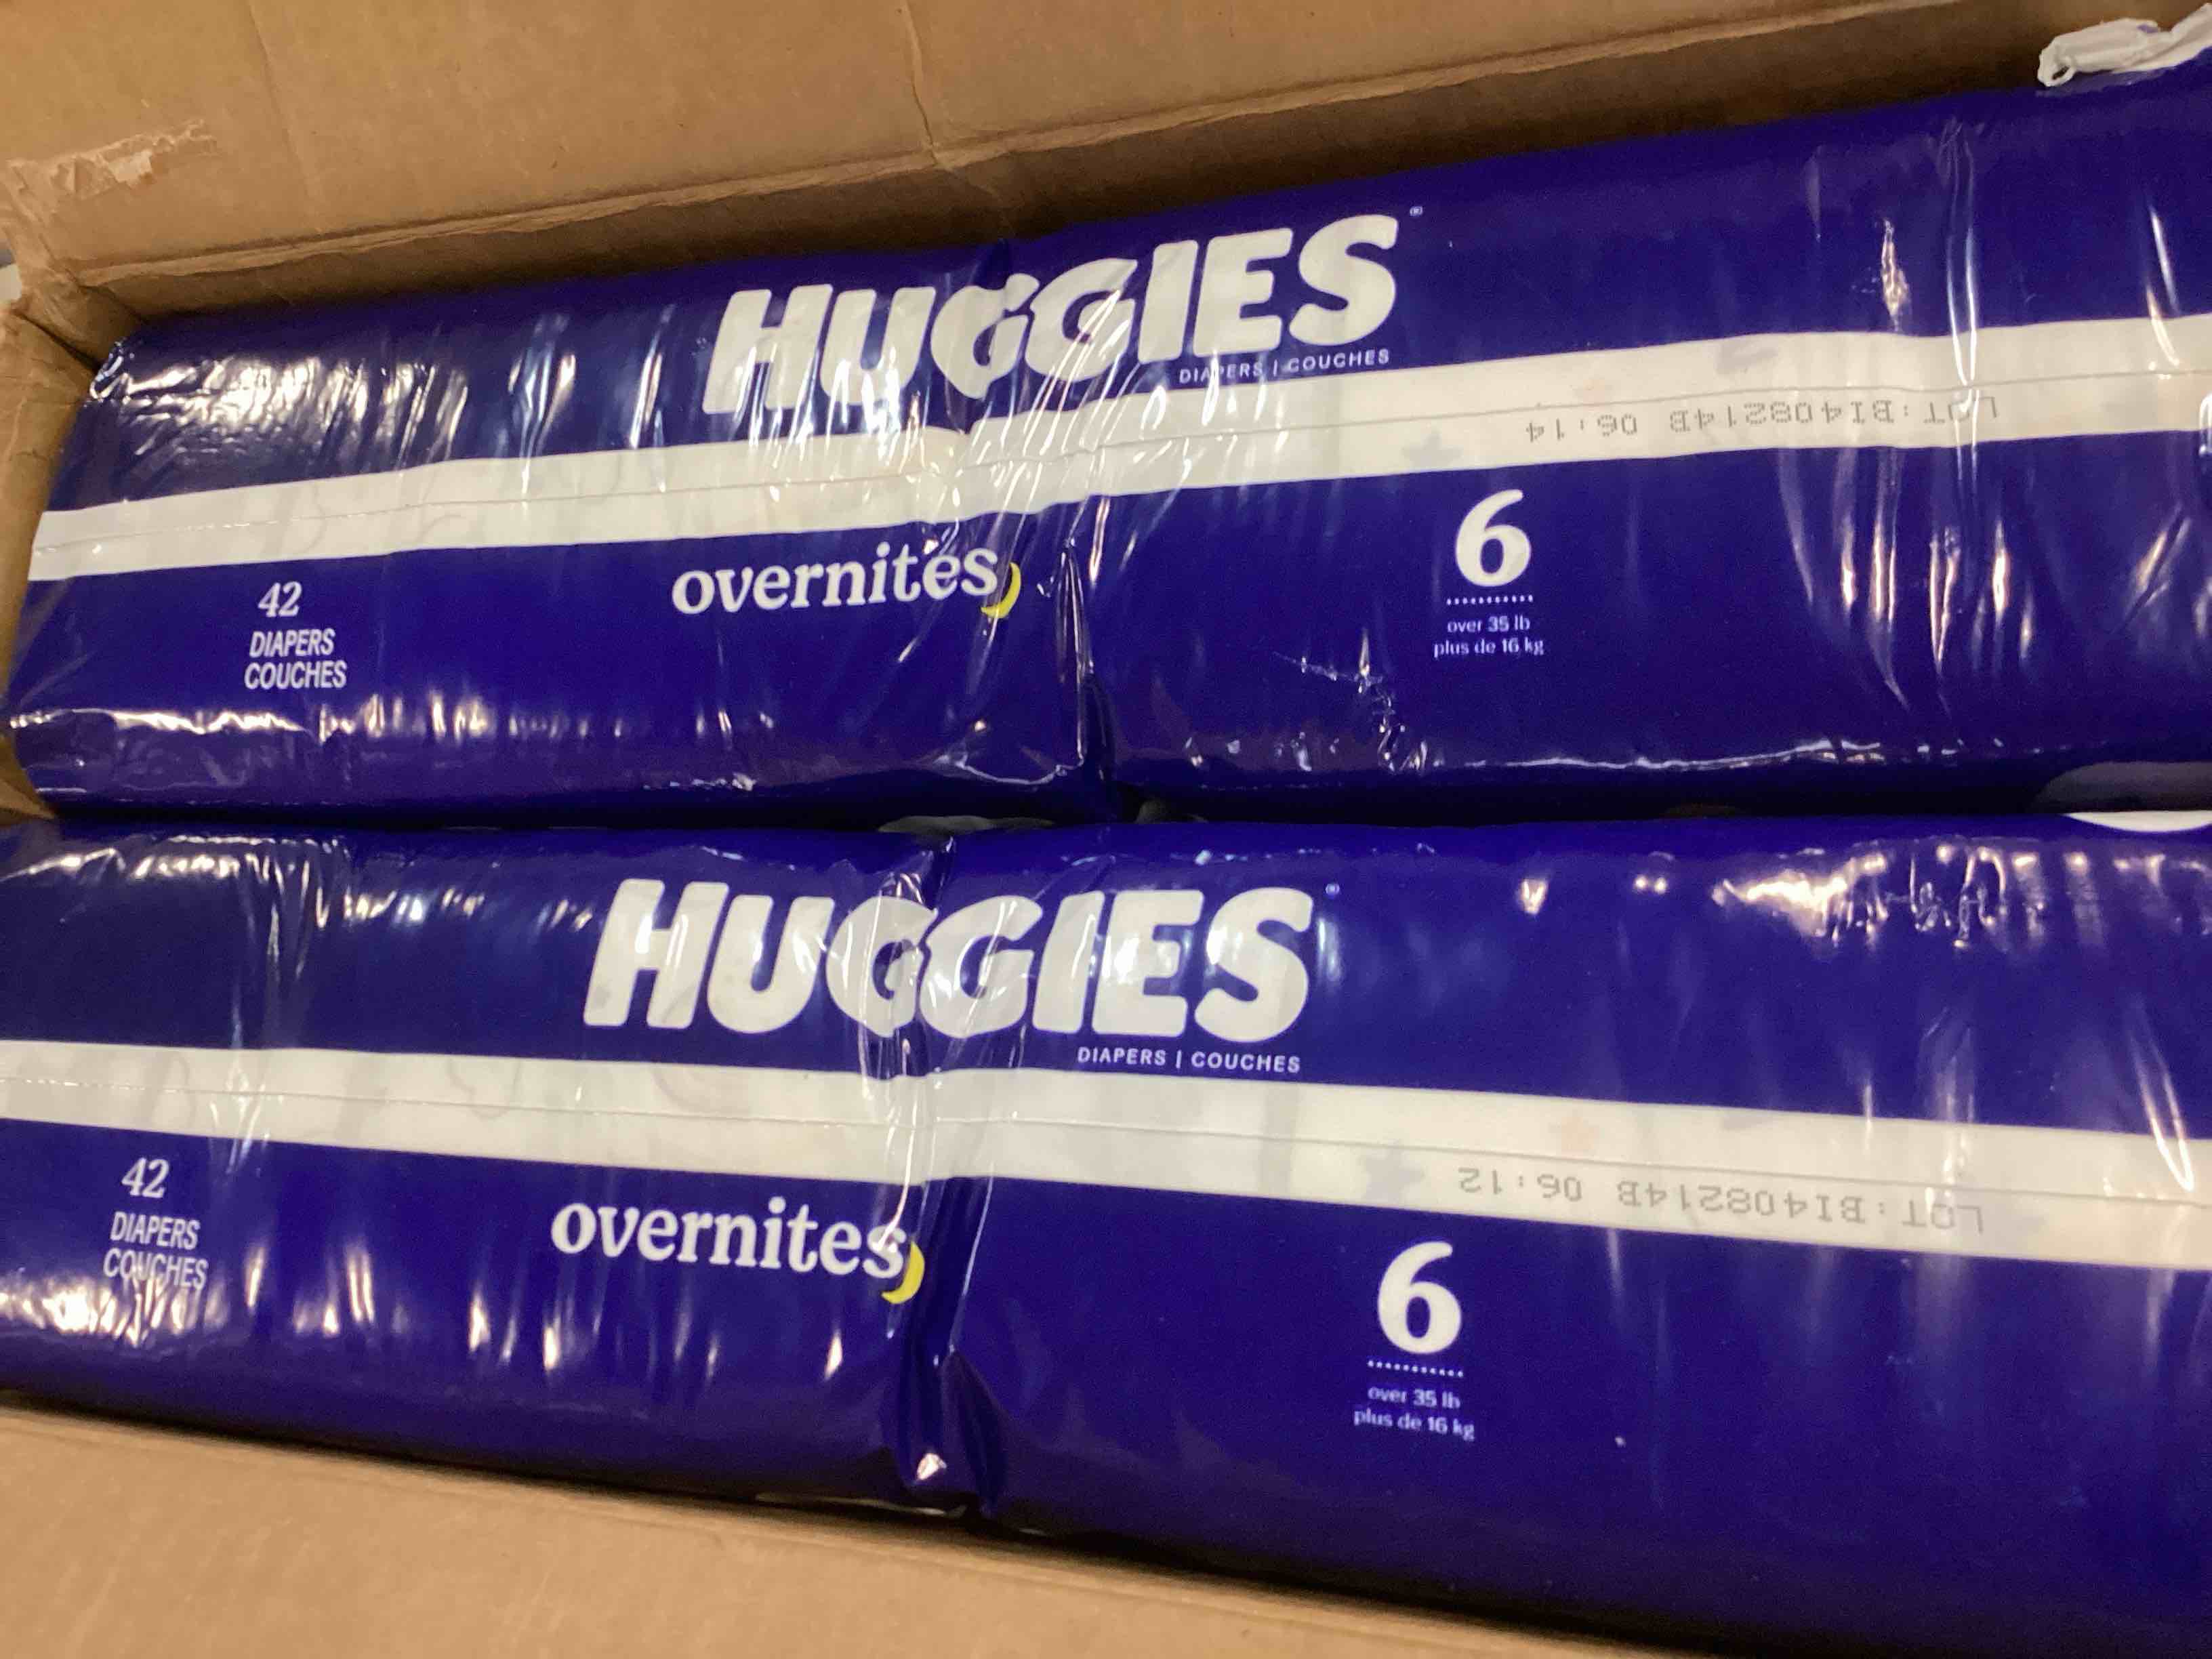 HUGGIES®
DIAPERS | COUCHES
LOT: BI408214B 06:14
42
DIAPERS
COUCHES
overnites
6
over 35 lb
plus de 16 kg
HUGGIES®
DIAPERS | COUCHES
LOT: BI408214B 06:12
42
DIAPERS
COUCHES
overnites
6
over 35 lb
plus de 16 kg